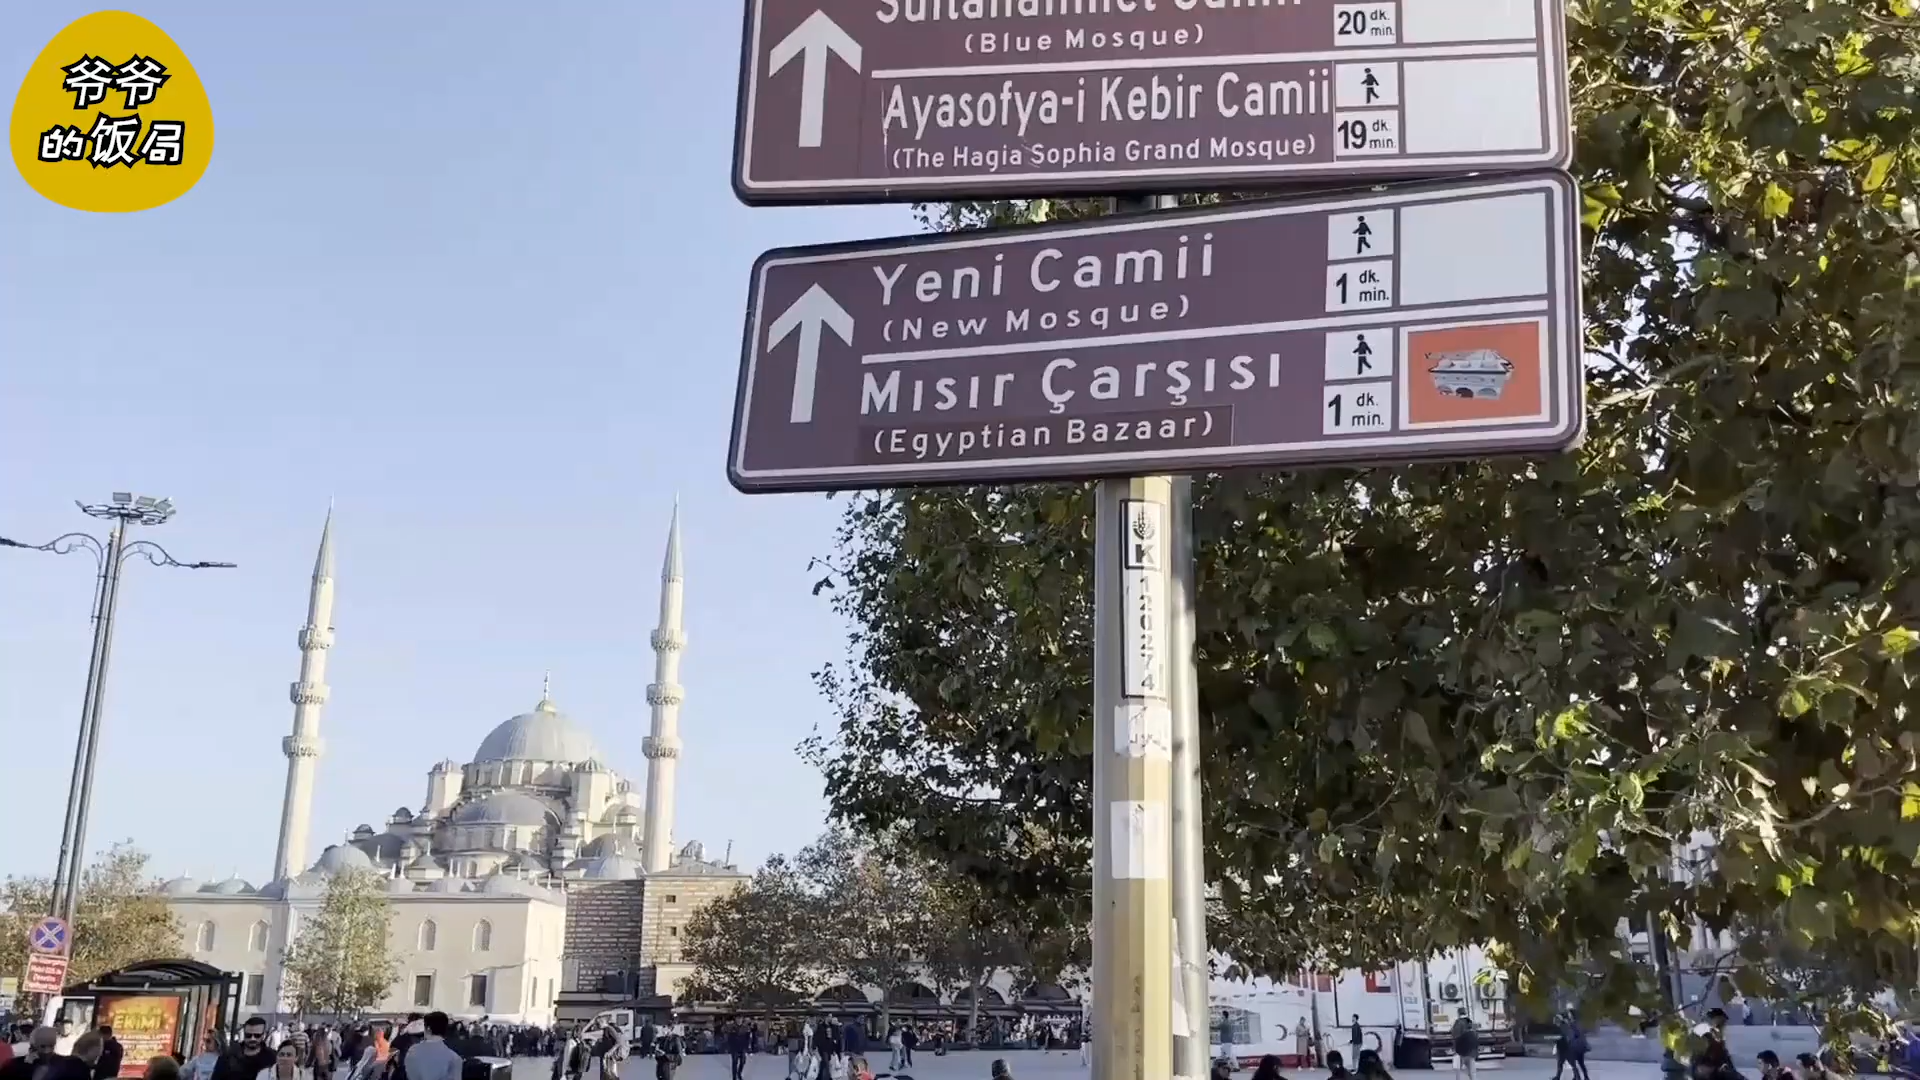 爷爷
的饭局
Sultanahmet Camii
(Blue Mosque)
20 dk. min.
Ayasofya-i Kebir Camii
(The Hagia Sophia Grand Mosque)
19 dk. min.
Yeni Camii
(New Mosque)
1 dk. min.
Mısır Çarşısı
(Egyptian Bazaar)
1 dk. min.
K
120274
EKİMİ